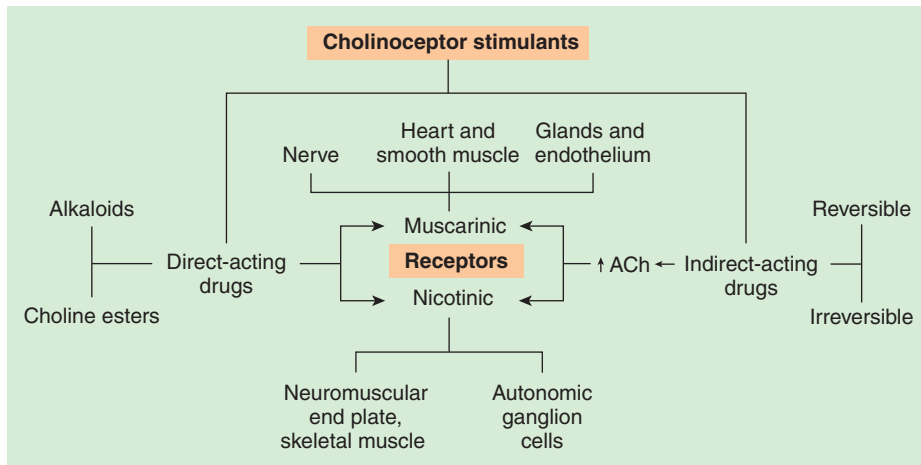 Cholinoceptor stimulants
Nerve
Heart and
smooth muscle
Glands and
endothelium
Alkaloids
Direct-acting
drugs
Choline esters
Muscarinic
Receptors
Nicotinic
↑ ACh
Indirect-acting
drugs
Reversible
Irreversible
Neuromuscular
end plate,
skeletal muscle
Autonomic
ganglion
cells